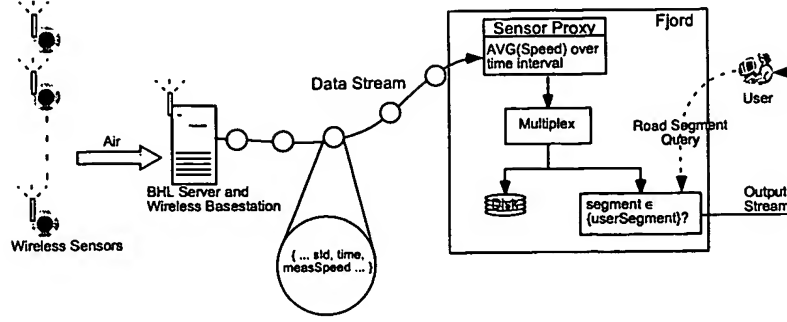 Fjord
Sensor Proxy
AVG(Speed) over
time interval
Data Stream
User
Multiplex
Air
Road Segment
Query
BHL Server and
Wireless Basestation
Disk
segment ∈
{userSegment}?
Output
Stream
Wireless Sensors
{ ... sId, time,
measSpeed ... }